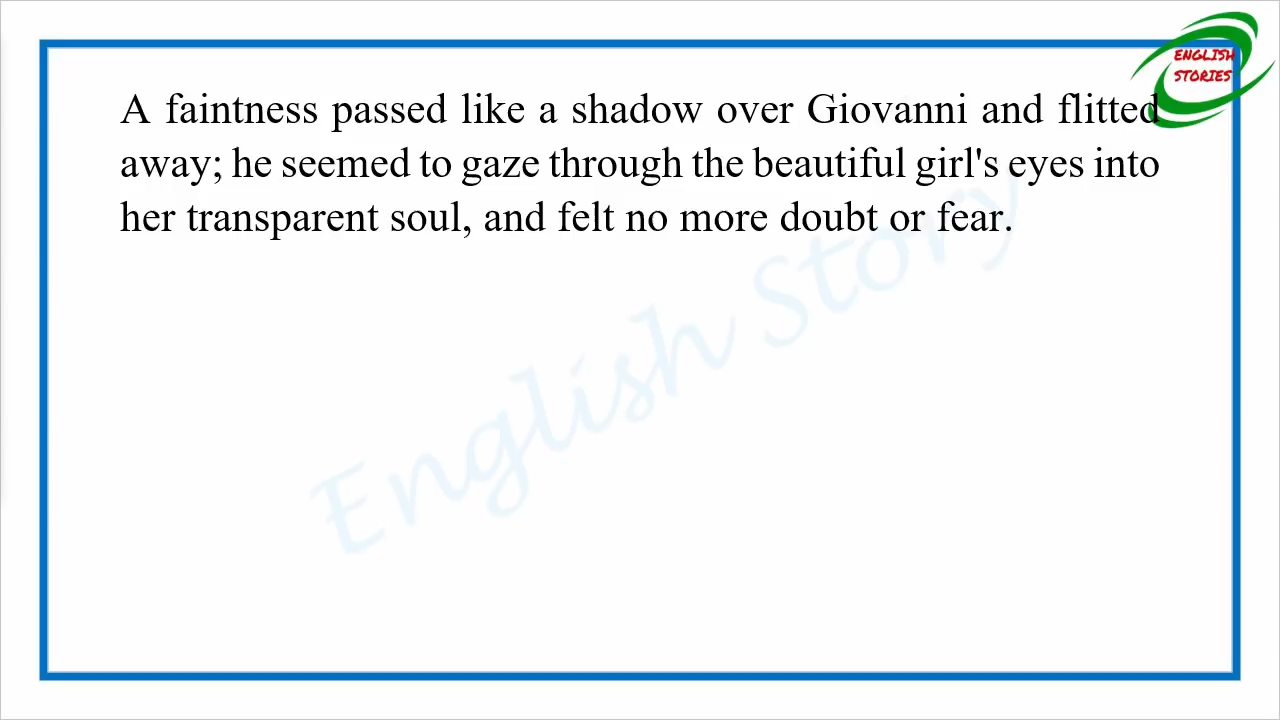 ENGLISH
STORIES
A faintness passed like a shadow over Giovanni and flitted
away; he seemed to gaze through the beautiful girl's eyes into
her transparent soul, and felt no more doubt or fear.
English Story